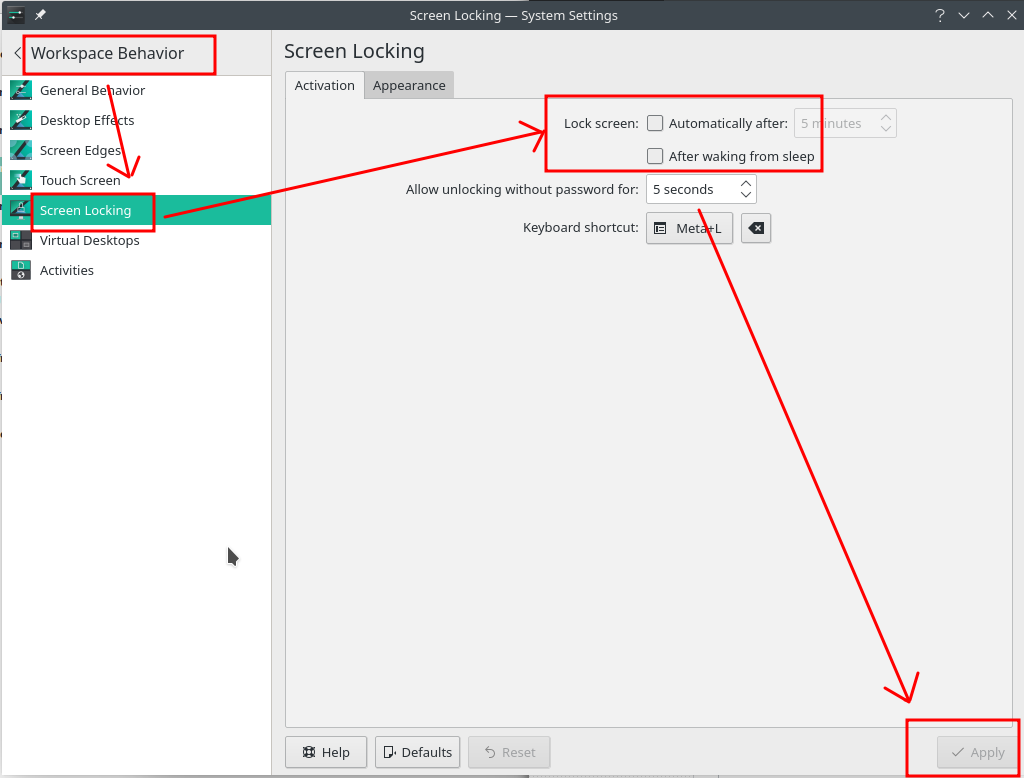 Screen Locking — System Settings
Workspace Behavior
General Behavior
Desktop Effects
Screen Edges
Touch Screen
Screen Locking
Virtual Desktops
Activities
Screen Locking
Activation Appearance
Lock screen: Automatically after: 5 minutes
After waking from sleep
Allow unlocking without password for: 5 seconds
Keyboard shortcut: Meta+L
Help Defaults Reset Apply